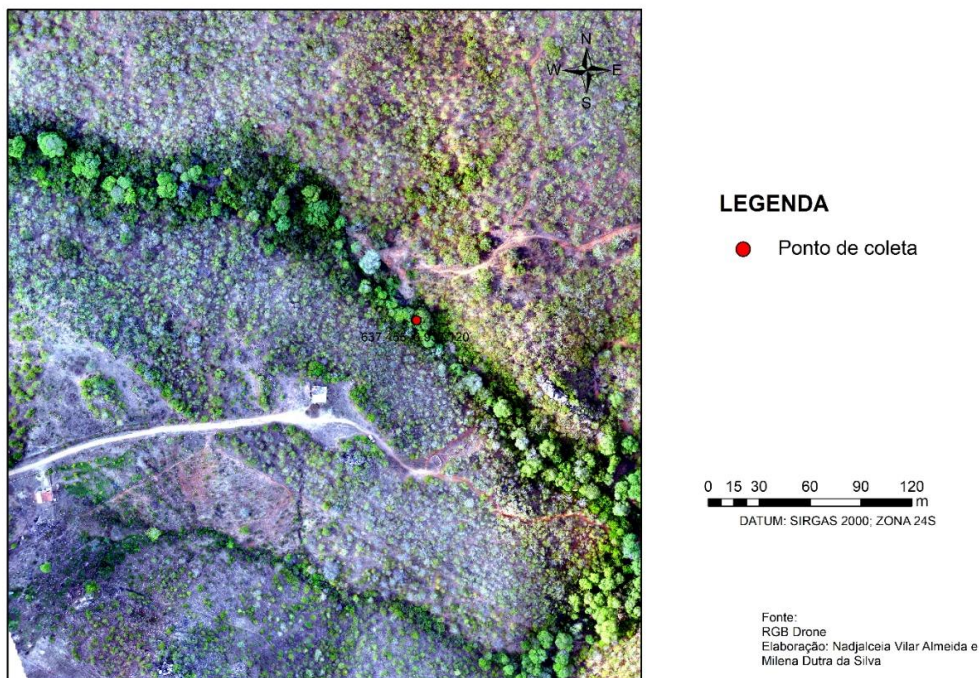 N
W E
S
LEGENDA
Ponto de coleta
0 15 30 60 90 120
m
DATUM: SIRGAS 2000; ZONA 24S
Fonte:
RGB Drone
Elaboração: Nadjalceia Vilar Almeida e
Milena Dutra da Silva